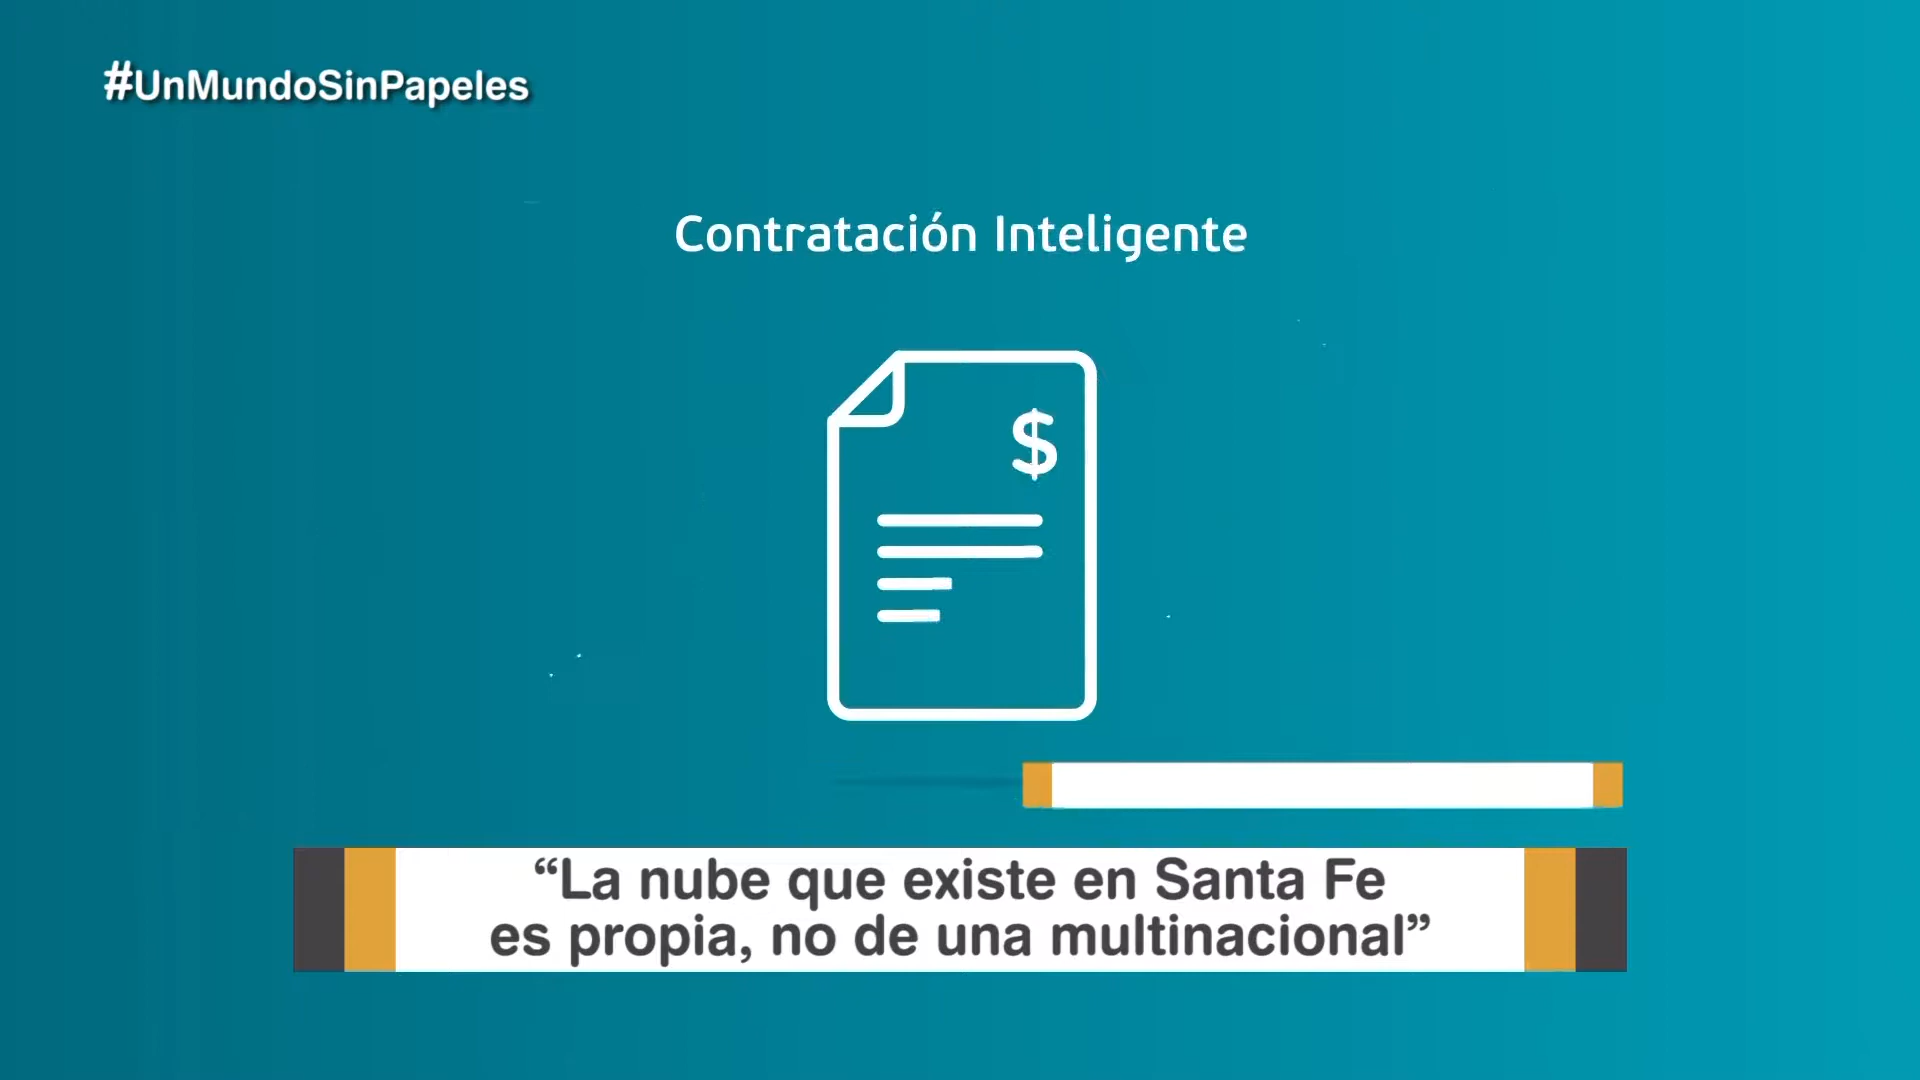 #UnMundoSinPapeles
Contratación Inteligente
$
“La nube que existe en Santa Fe
es propia, no de una multinacional”